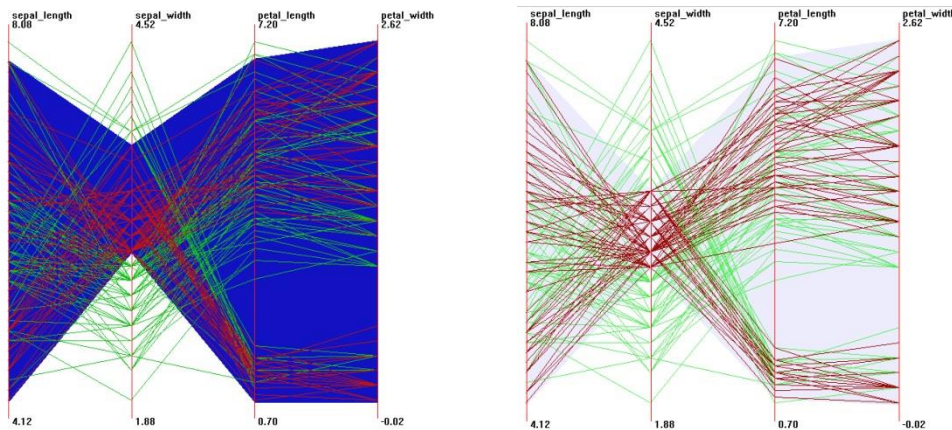 sepal_length sepal_width petal_length petal_width
8.08 4.52 7.20 2.62
4.12 1.88 0.70 -0.02
sepal_length sepal_width petal_length petal_width
8.08 4.52 7.20 2.62
4.12 1.88 0.70 -0.02